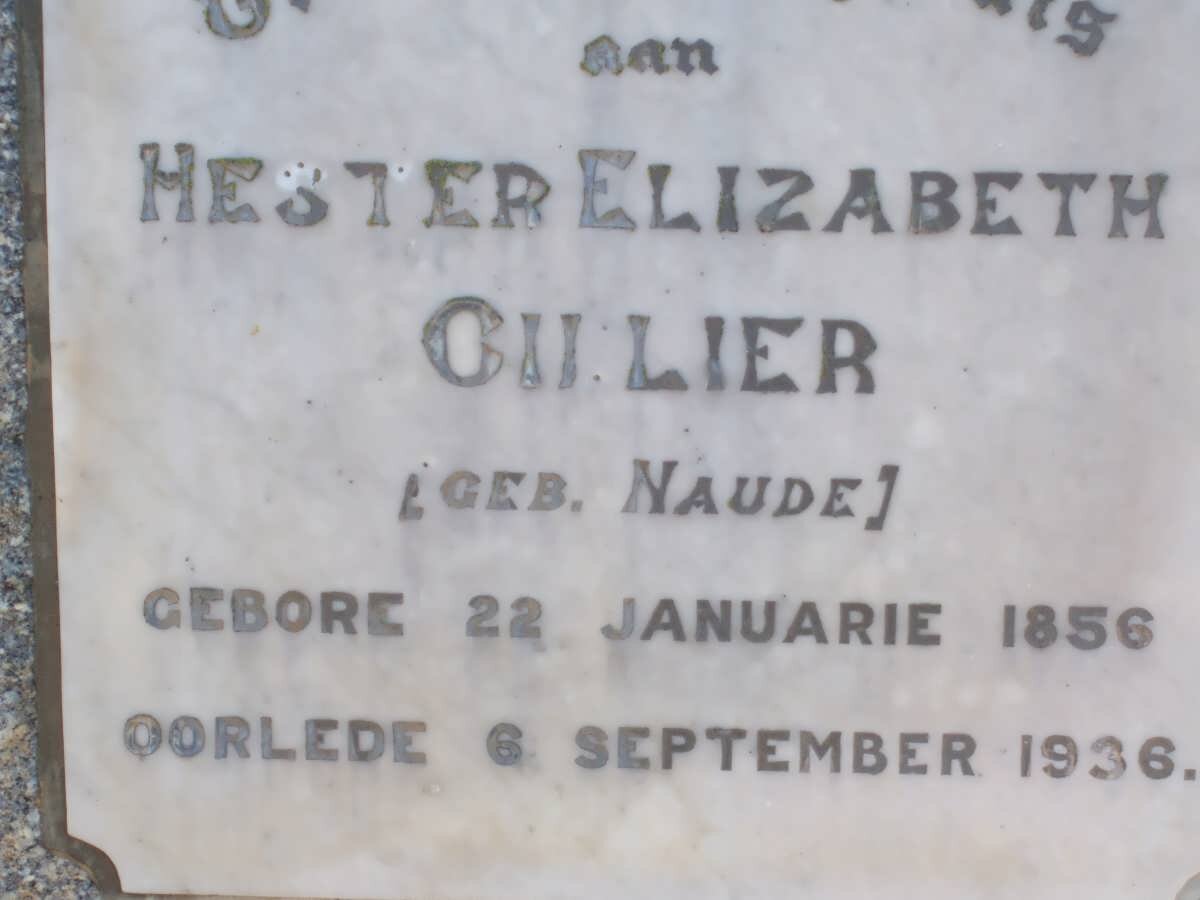 aan
HESTER ELIZABETH
CILLIER
[GEB. NAUDE]
GEBORE 22 JANUARIE 1856
OORLEDE 6 SEPTEMBER 1936.